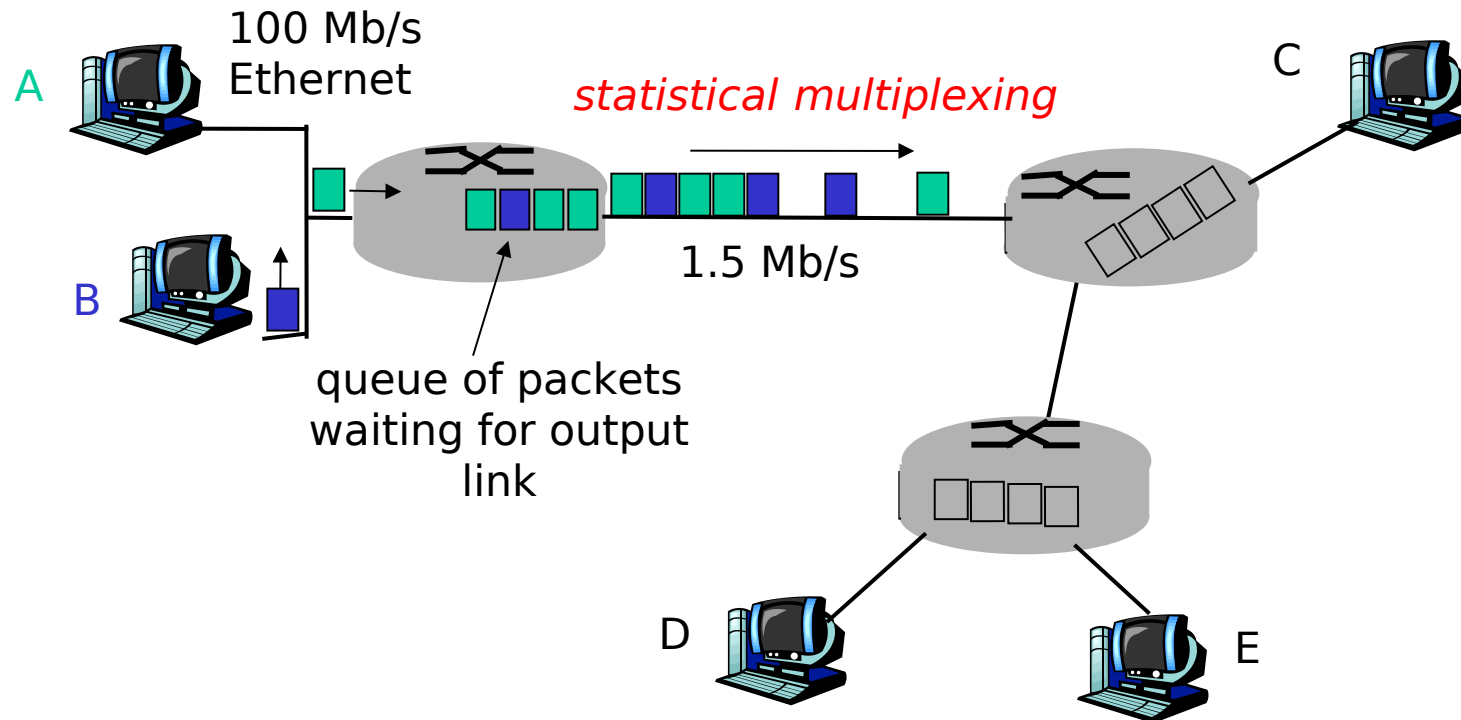 100 Mb/s
Ethernet
A
statistical multiplexing
C
B
1.5 Mb/s
queue of packets
waiting for output
link
D
E